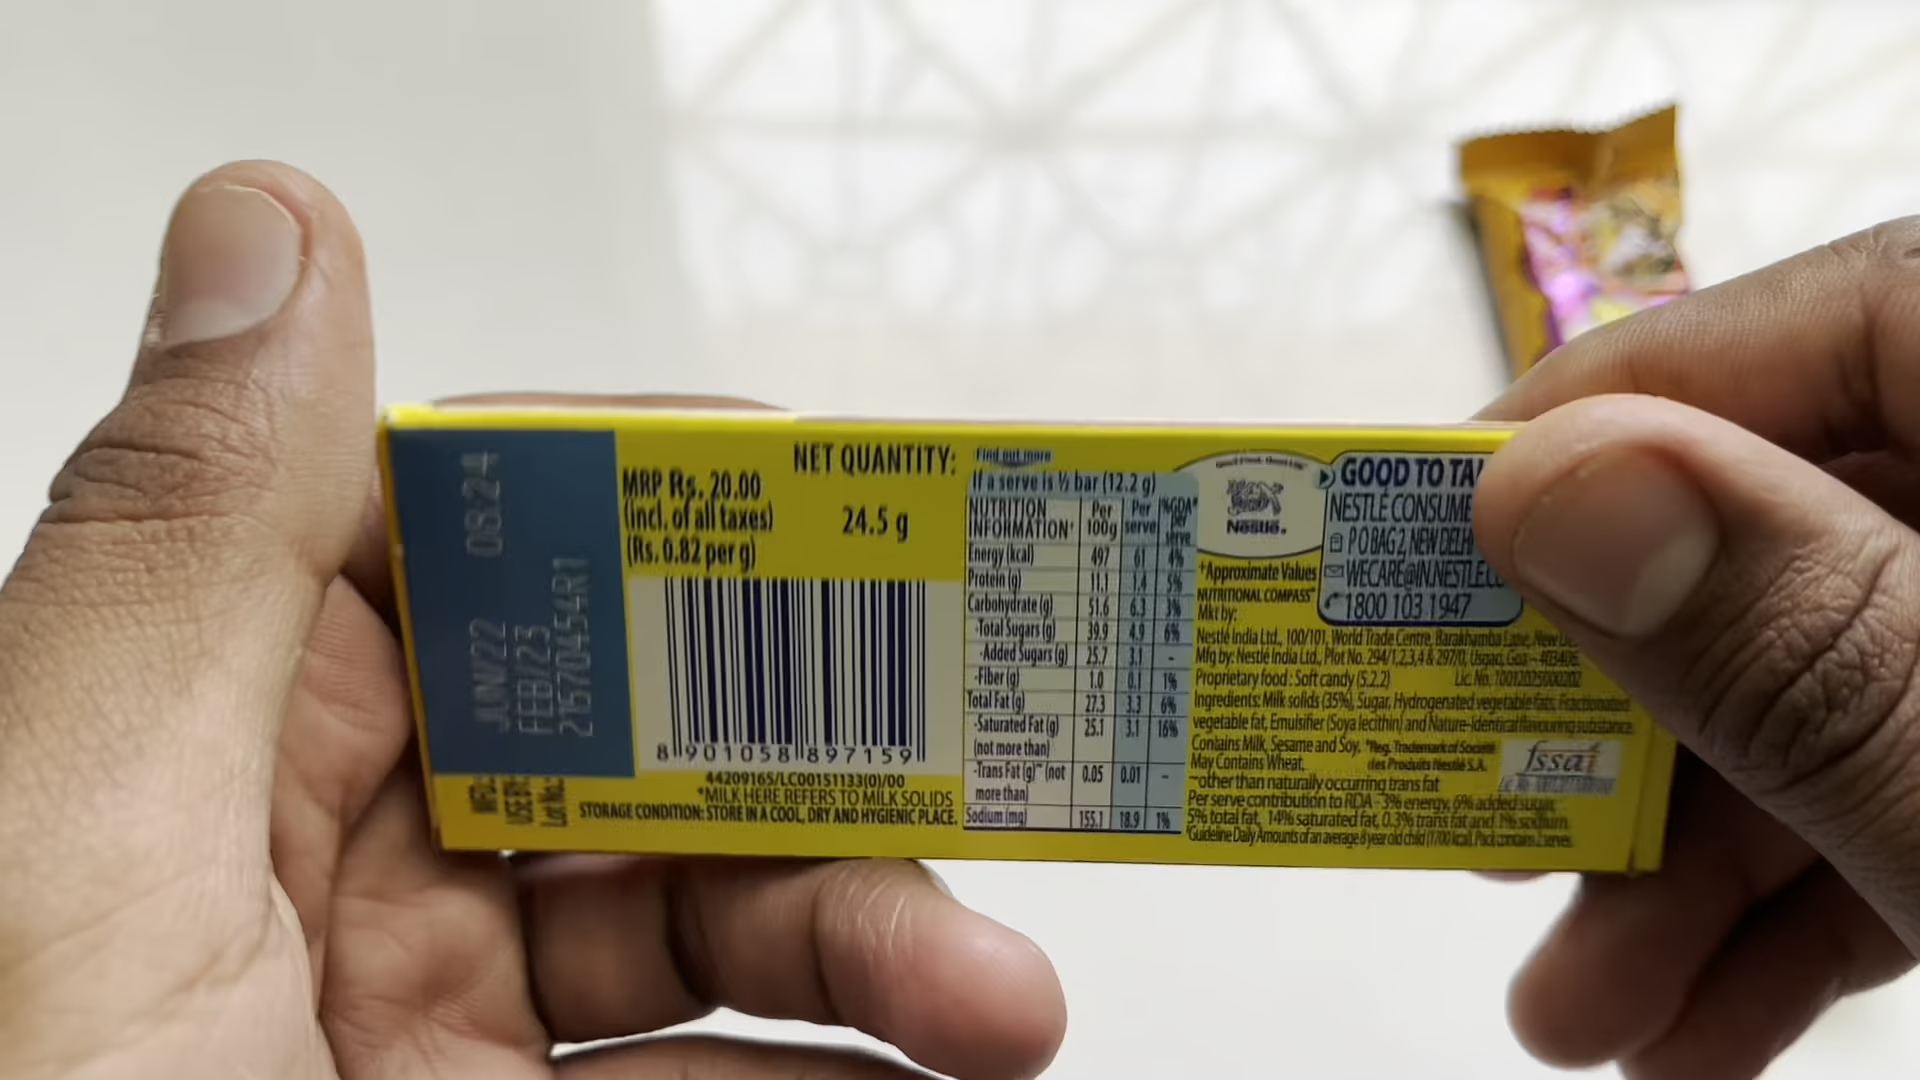 08:24
JUN/22
FEB/23
21570454R1
MFD:
USE BY:
Lot No.:
MRP Rs. 20.00
(incl. of all taxes)
(Rs. 0.82 per g)
NET QUANTITY:
24.5 g
8 901058 897159
44209165/LC00151133(0)/00
*MILK HERE REFERS TO MILK SOLIDS
STORAGE CONDITION: STORE IN A COOL, DRY AND HYGIENIC PLACE.
Find out more
If a serve is ½ bar (12.2 g)
NUTRITION INFORMATION+ Per 100g Per serve %GDA# per serve
Energy (kcal) 497 61 4%
Protein (g) 11.1 1.4 5%
Carbohydrate (g) 51.6 6.3 3%
-Total Sugars (g) 39.9 4.9 6%
-Added Sugars (g) 25.7 3.1 -
-Fiber (g) 1.0 0.1 1%
Total Fat (g) 27.3 3.3 6%
-Saturated Fat (g) 25.1 3.1 16%
(not more than)
-Trans Fat (g)~ (not 0.05 0.01 -
more than)
Sodium (mg) 155.1 18.9 1%
Nestlé®
GOOD TO TAL
NESTLÉ CONSUME
P O BAG 2, NEW DELH
WECARE@IN.NESTLE.CO
1800 103 1947
+Approximate Values
NUTRITIONAL COMPASS*
Mkt by:
Nestlé India Ltd., 100/101, World Trade Centre, Barakhamba Lane, New
Mfg by: Nestlé India Ltd., Plot No. 294/1,2,3,4 & 297/1, Usgao, Goa - 403406.
Proprietary food : Soft candy (5.2.2) Lic. No. 10012025000202
Ingredients: Milk solids (35%), Sugar, Hydrogenated vegetable fats, Fractionated
vegetable fat, Emulsifier (Soya lecithin) and Nature-identical flavouring substance.
Contains Milk, Sesame and Soy. *Reg. Trademark of Société
May Contains Wheat. des Produits Nestlé S.A.
~other than naturally occurring trans fat
fssai
Per serve contribution to RDA - 3% energy, 6% added sugar,
5% total fat, 14% saturated fat, 0.3% trans fat and 1% sodium.
#Guideline Daily Amounts of an average 8 year old child (1700 kcal). Pack contains 2 serves.